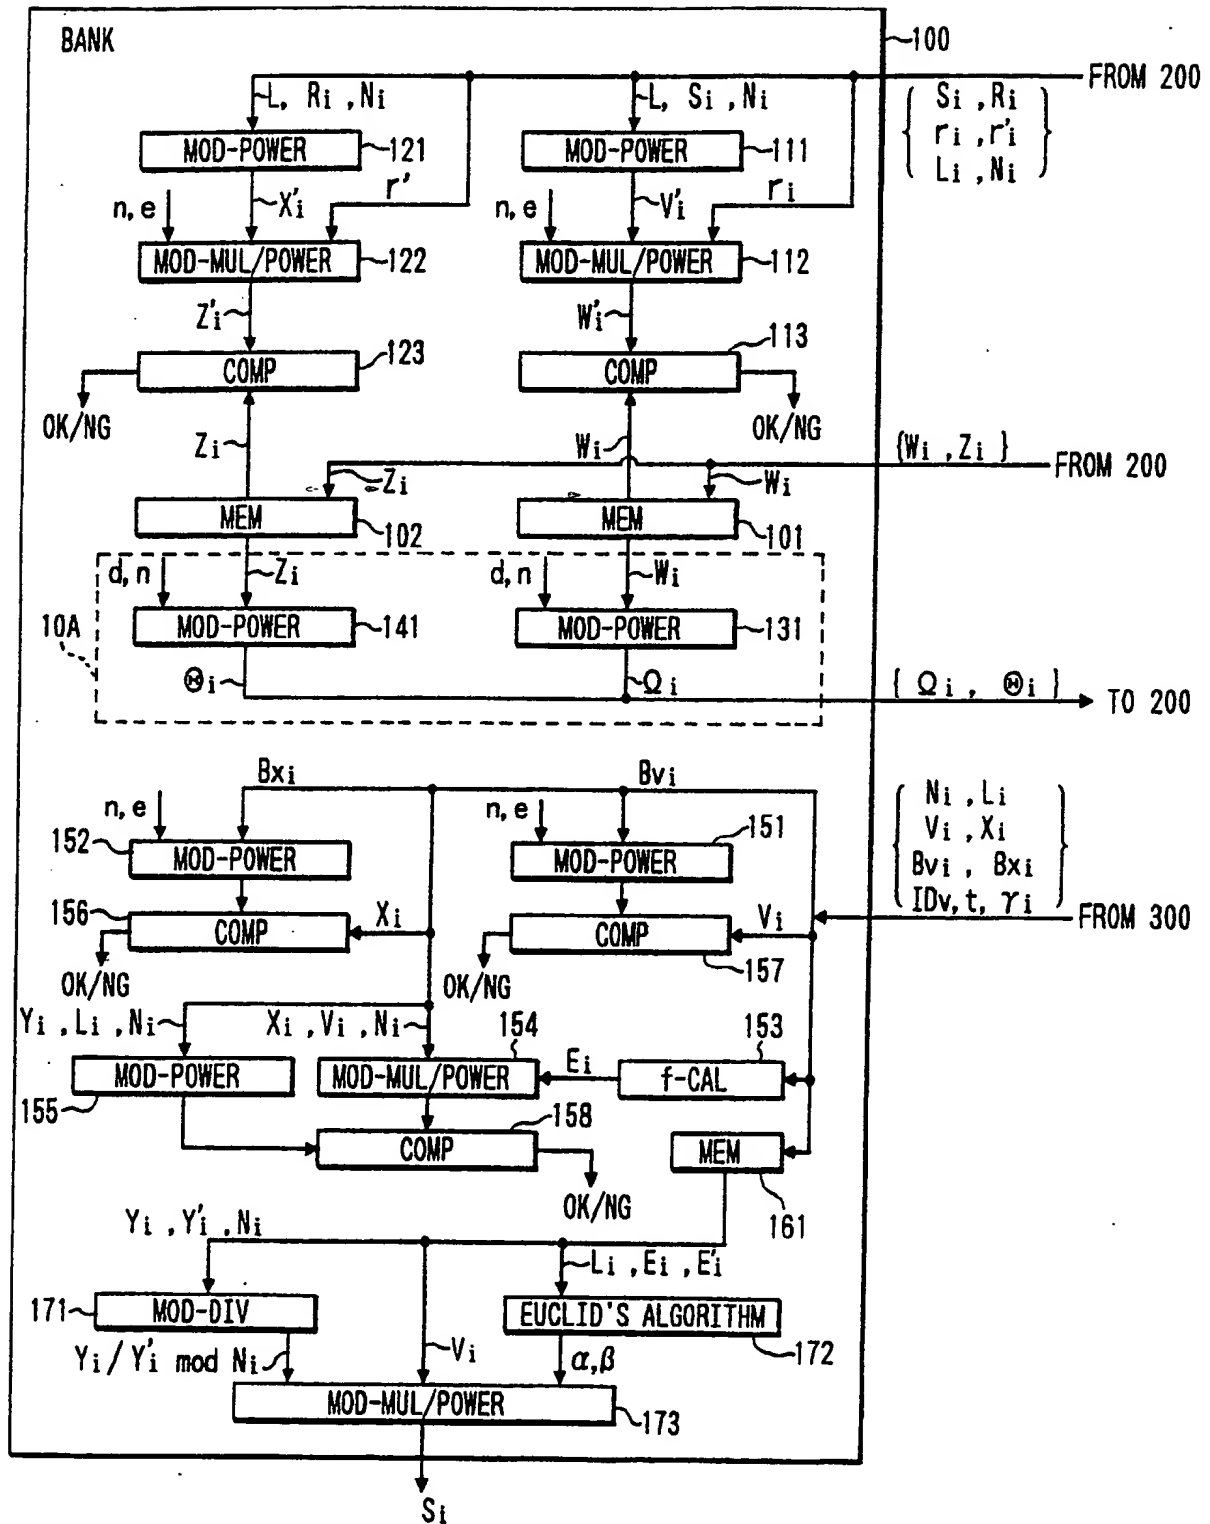 BANK
100
FROM 200
L, Ri ,Ni
L, Si ,Ni
Si ,Ri
ri ,r'i
Li ,Ni
MOD-POWER
121
MOD-POWER
111
n,e
X'i
r'
n,e
V'i
ri
MOD-MUL/POWER
122
MOD-MUL/POWER
112
Z'i
W'i
COMP
123
COMP
113
OK/NG
OK/NG
Zi
Wi
{Wi ,Zi }
FROM 200
Zi
Wi
MEM
102
MEM
101
d,n
Zi
d,n
Wi
10A
MOD-POWER
141
MOD-POWER
131
Θi
Ωi
{ Ωi , Θi }
TO 200
Bxi
Bvi
Ni ,Li
Vi ,Xi
Bvi , Bxi
IDv,t, γi
FROM 300
n,e
n,e
152
MOD-POWER
151
MOD-POWER
156
COMP
Xi
COMP
Vi
157
OK/NG
OK/NG
Yi ,Li ,Ni
Xi ,Vi ,Ni
154
153
MOD-POWER
155
MOD-MUL/POWER
Ei
f-CAL
COMP
158
MEM
161
OK/NG
Yi ,Y'i ,Ni
Li ,Ei ,E'i
171
MOD-DIV
EUCLID'S ALGORITHM
172
Yi/Y'i mod Ni
Vi
α,β
MOD-MUL/POWER
173
Si